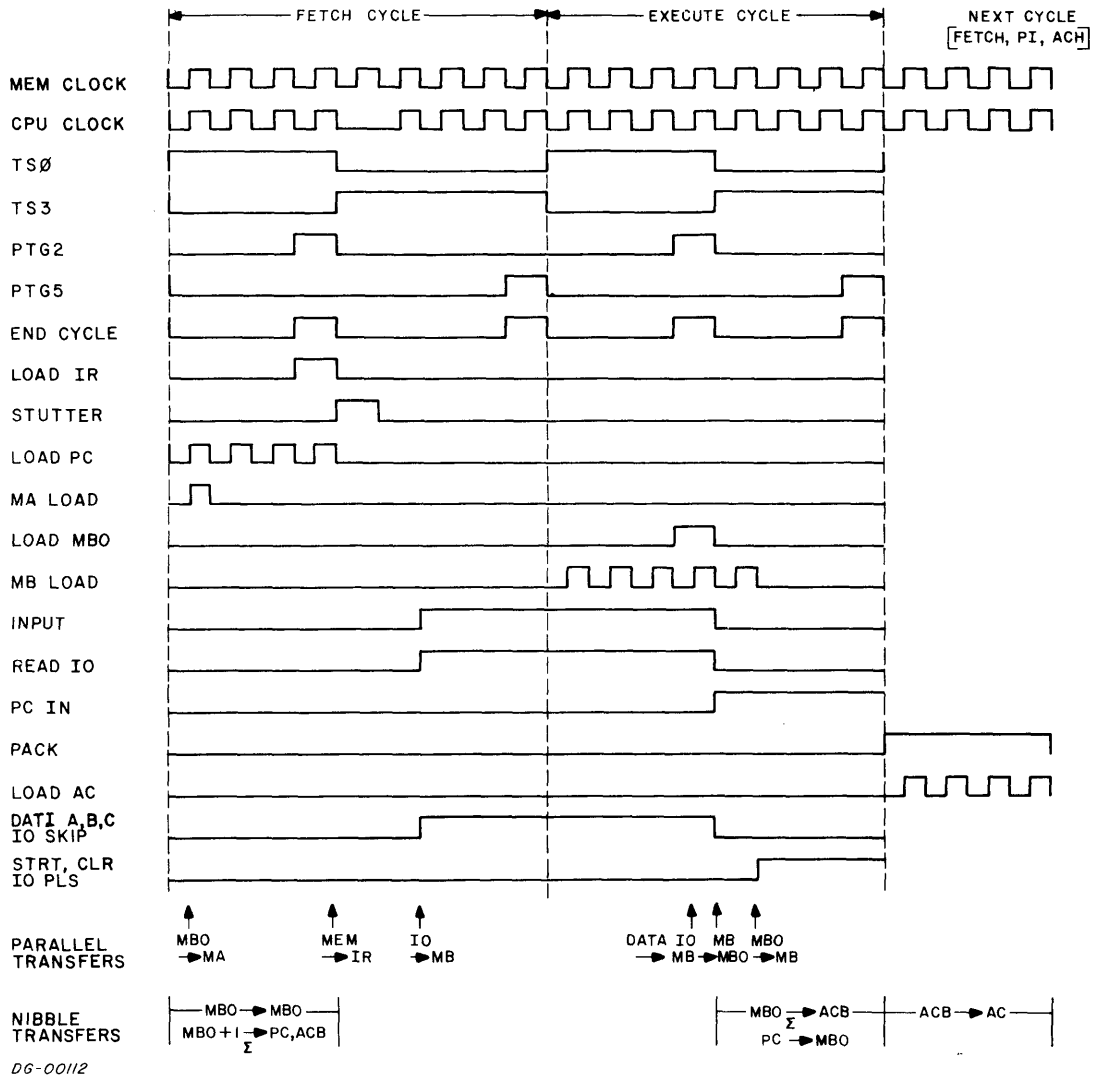 FETCH CYCLE
EXECUTE CYCLE
NEXT CYCLE
[FETCH, PI, ACH]
MEM CLOCK
CPU CLOCK
TSØ
TS3
PTG2
PTG5
END CYCLE
LOAD IR
STUTTER
LOAD PC
MA LOAD
LOAD MBO
MB LOAD
INPUT
READ IO
PC IN
PACK
LOAD AC
DATI A,B,C
IO SKIP
STRT, CLR
IO PLS
PARALLEL
TRANSFERS
MBO
→MA
MEM
→IR
IO
→MB
DATA IO MB MBO
→MB→MBO→MB
NIBBLE
TRANSFERS
MBO→MBO
MBO+1 → PC,ACB
Σ
MBO → ACB
Σ
PC →MBO
ACB → AC
DG-00112